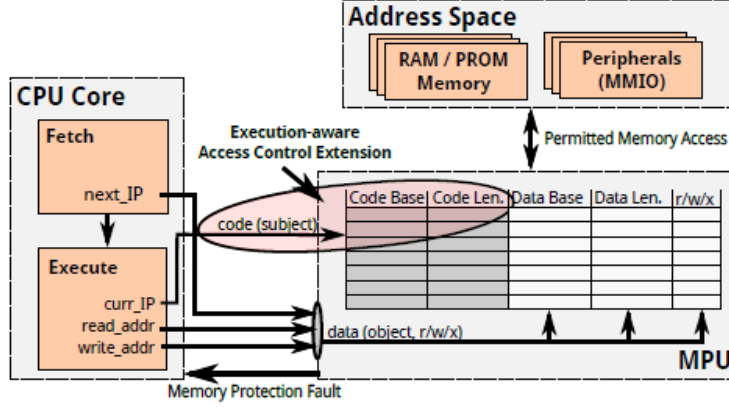 Address Space
RAM / PROM
Memory
Peripherals
(MMIO)
CPU Core
Fetch
next_IP
Execution-aware
Access Control Extension
Permitted Memory Access
Code Base Code Len. Data Base Data Len. r/w/x
code (subject)
Execute
curr_IP
read_addr
write_addr
data (object, r/w/x)
MPU
Memory Protection Fault